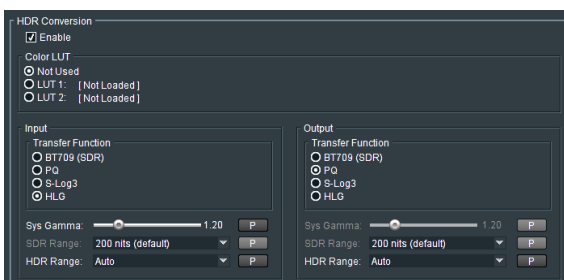 HDR Conversion
Enable
Color LUT
Not Used
LUT 1: [ Not Loaded ]
LUT 2: [ Not Loaded ]
Input
Transfer Function
BT709 (SDR)
PQ
S-Log3
HLG
Sys Gamma: 1.20 P
SDR Range: 200 nits (default) P
HDR Range: Auto P
Output
Transfer Function
BT709 (SDR)
PQ
S-Log3
HLG
Sys Gamma: 1.20 P
SDR Range: 200 nits (default) P
HDR Range: Auto P